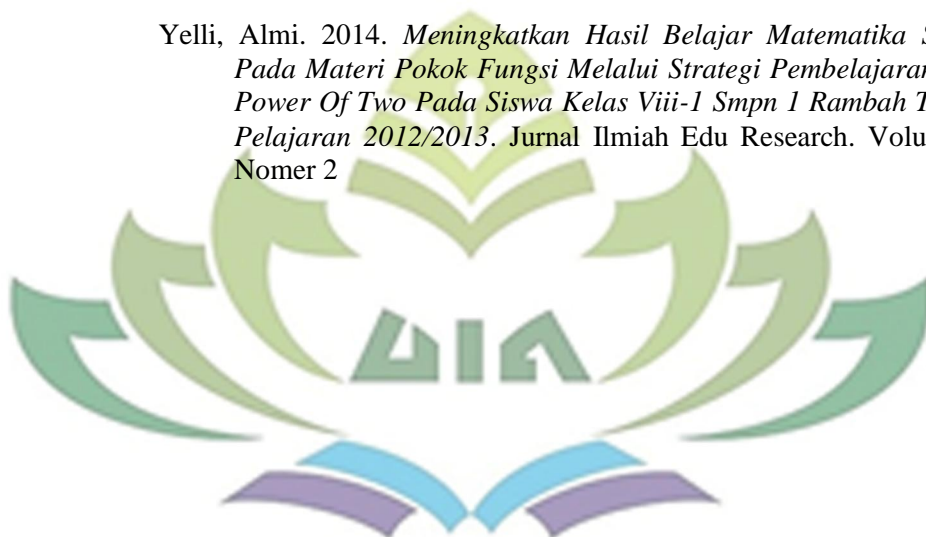 Yelli, Almi. 2014. Meningkatkan Hasil Belajar Matematika
Pada Materi Pokok Fungsi Melalui Strategi Pembelajaran
Power Of Two Pada Siswa Kelas Viii-1 Smpn 1 Rambah
Pelajaran 2012/2013. Jurnal Ilmiah Edu Research.
Nomer 2
UIN